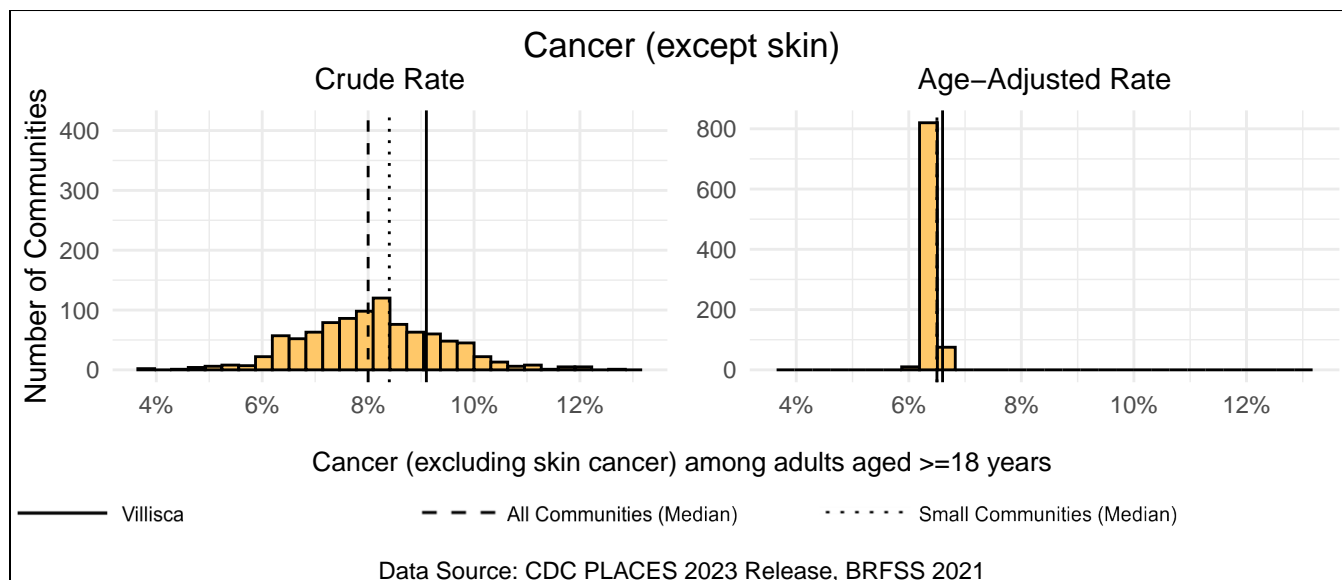 Cancer (except skin)
Crude Rate
Age−Adjusted Rate
Number of Communities
400
300
200
100
0
4%
6%
8%
10%
12%
800
600
400
200
0
4%
6%
8%
10%
12%
Cancer (excluding skin cancer) among adults aged >=18 years
Villisca
All Communities (Median)
Small Communities (Median)
Data Source: CDC PLACES 2023 Release, BRFSS 2021